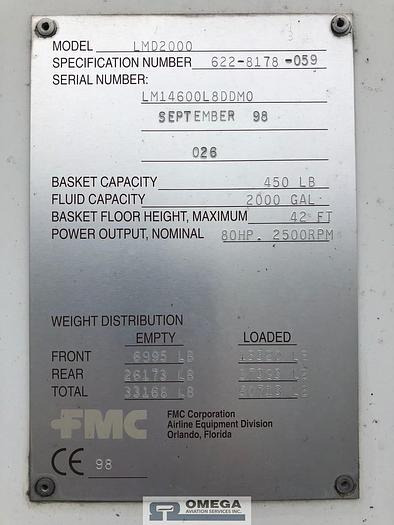 MODEL LMD2000
SPECIFICATION NUMBER 622-8178-059
SERIAL NUMBER:
LM14600L8DDM0
SEPTEMBER 98
026
BASKET CAPACITY 450 LB
FLUID CAPACITY 2000 GAL
BASKET FLOOR HEIGHT, MAXIMUM 42 FT
POWER OUTPUT, NOMINAL 80HP. 2500RPM
WEIGHT DISTRIBUTION
EMPTY LOADED
FRONT 6995 LB LB
REAR 26173 LB LB
TOTAL 33168 LB LB
FMC
FMC Corporation
Airline Equipment Division
Orlando, Florida
CE 98
OMEGA
AVIATION SERVICES INC.